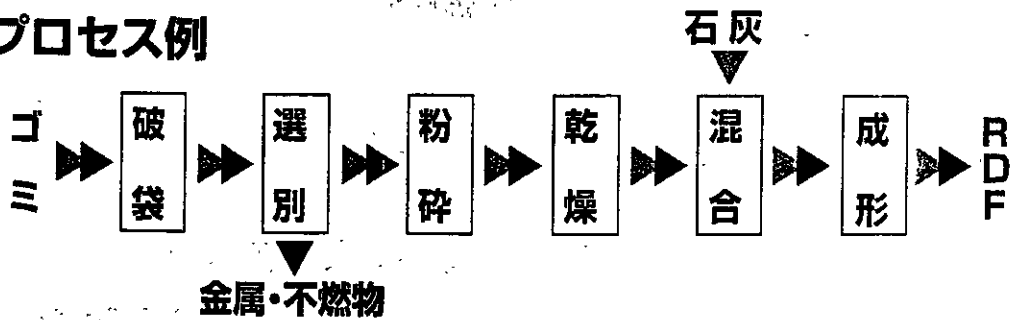 プロセス例
石灰
ゴミ
破袋
選別
粉砕
乾燥
混合
成形
RDF
金属・不燃物